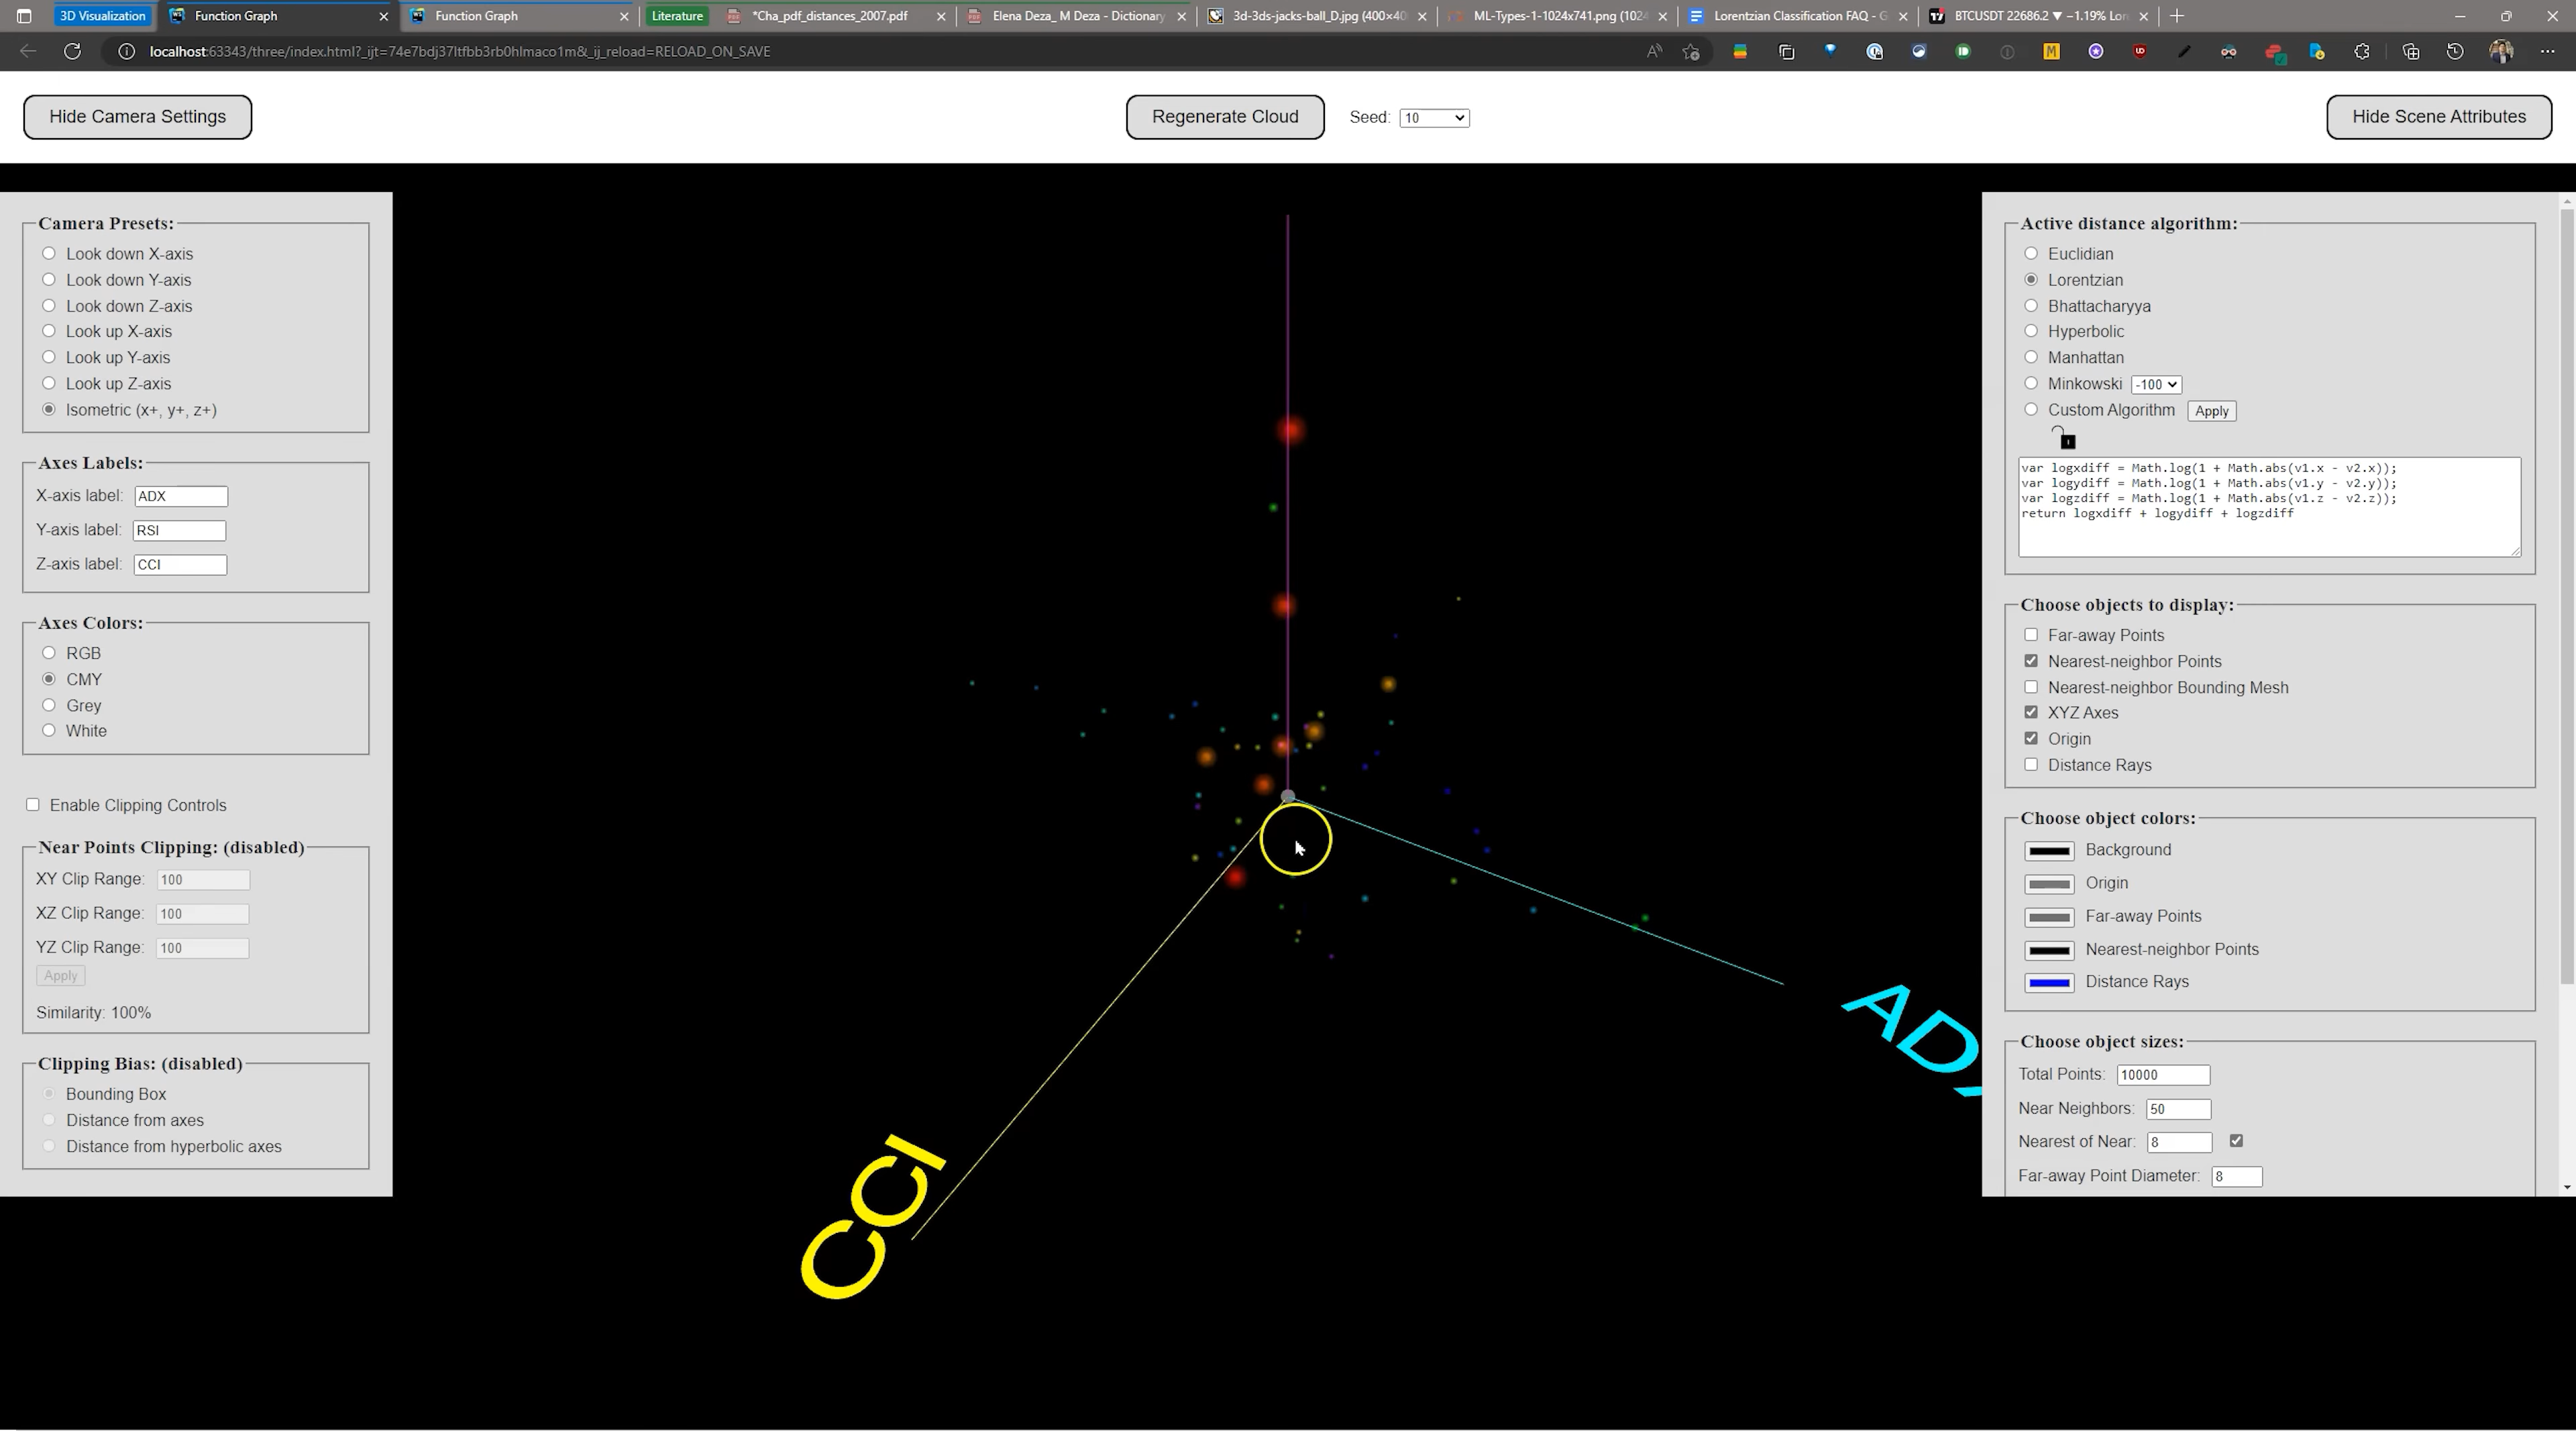 3D Visualization
Function Graph
Function Graph
Literature
*Cha_pdf_distances_2007.pdf
Elena Deza_ M Deza - Dictionary
3d-3ds-jacks-ball_D.jpg (400×40
ML-Types-1-1024x741.png (1024
Lorentzian Classification FAQ - G
BTCUSDT 22686.2 ▼ −1.19% Lor
localhost:63343/three/index.html?_ijt=74e7bdj37ltfbb3rb0hlmaco1m&_ij_reload=RELOAD_ON_SAVE
Hide Camera Settings
Regenerate Cloud
Seed: 10
Hide Scene Attributes
Camera Presets:
Look down X-axis
Look down Y-axis
Look down Z-axis
Look up X-axis
Look up Y-axis
Look up Z-axis
Isometric (x+, y+, z+)
Axes Labels:
X-axis label: ADX
Y-axis label: RSI
Z-axis label: CCI
Axes Colors:
RGB
CMY
Grey
White
Enable Clipping Controls
Near Points Clipping: (disabled)
XY Clip Range: 100
XZ Clip Range: 100
YZ Clip Range: 100
Apply
Similarity: 100%
Clipping Bias: (disabled)
Bounding Box
Distance from axes
Distance from hyperbolic axes
CCI
ADX
Active distance algorithm:
Euclidian
Lorentzian
Bhattacharyya
Hyperbolic
Manhattan
Minkowski -100
Custom Algorithm Apply
var logxdiff = Math.log(1 + Math.abs(v1.x - v2.x));
var logydiff = Math.log(1 + Math.abs(v1.y - v2.y));
var logzdiff = Math.log(1 + Math.abs(v1.z - v2.z));
return logxdiff + logydiff + logzdiff
Choose objects to display:
Far-away Points
Nearest-neighbor Points
Nearest-neighbor Bounding Mesh
XYZ Axes
Origin
Distance Rays
Choose object colors:
Background
Origin
Far-away Points
Nearest-neighbor Points
Distance Rays
Choose object sizes:
Total Points: 10000
Near Neighbors: 50
Nearest of Near: 8
Far-away Point Diameter: 8